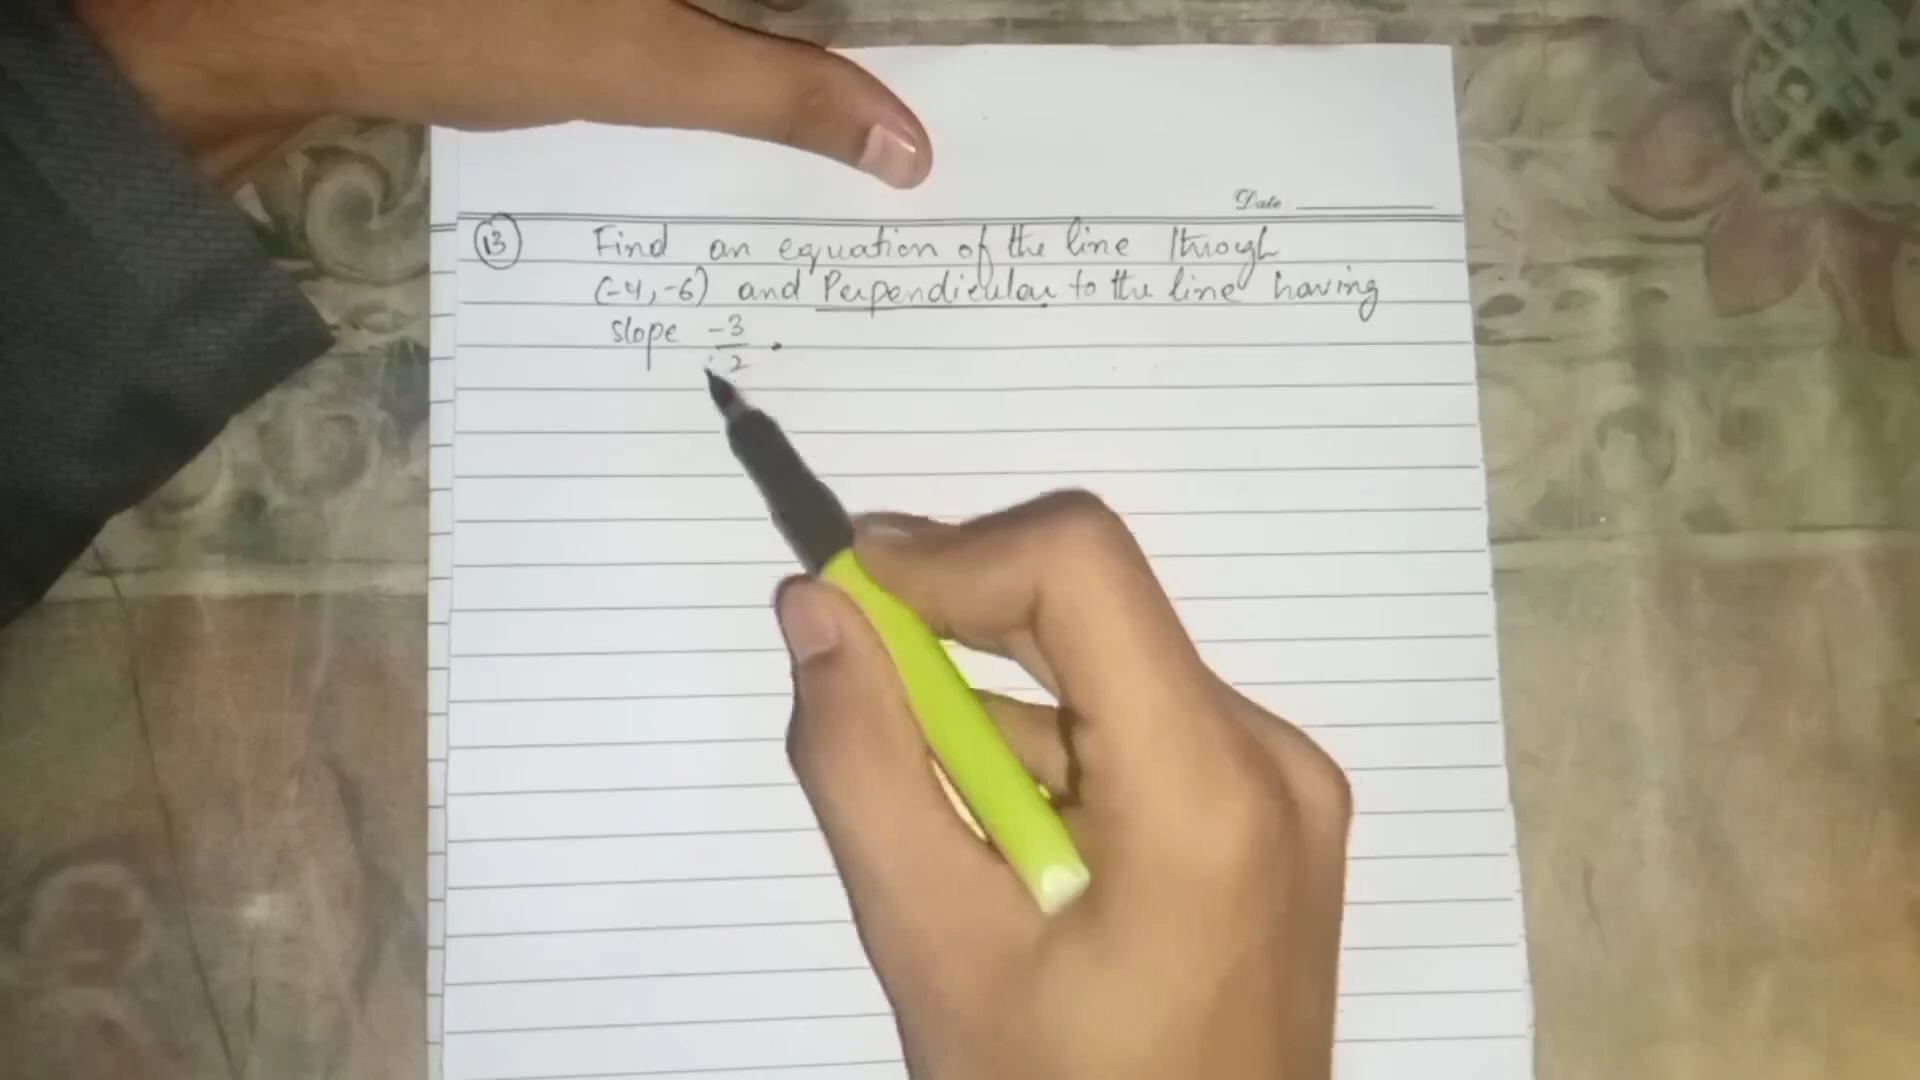 Date
13 Find an equation of the line through
(-4, -6) and Perpendicular to the line having
slope -3/2.